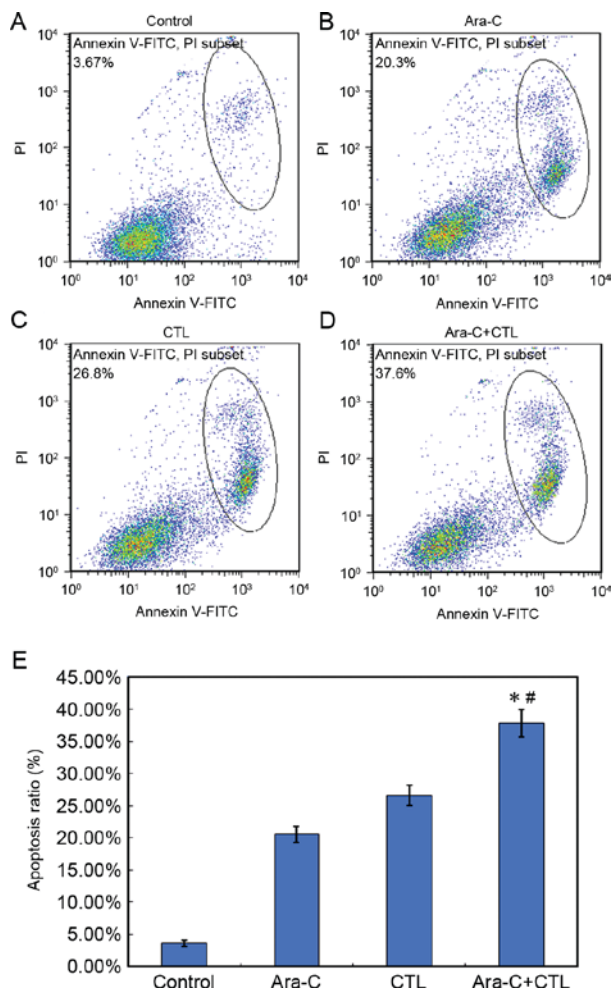 A
Control
10⁴
Annexin V-FITC, PI subset
3.67%
10³
PI
10²
10¹
10⁰
10⁰ 10¹ 10² 10³ 10⁴
Annexin V-FITC
B
Ara-C
10⁴
Annexin V-FITC, PI subset
20.3%
10³
PI
10²
10¹
10⁰
10⁰ 10¹ 10² 10³ 10⁴
Annexin V-FITC
C
CTL
10⁴
Annexin V-FITC, PI subset
26.8%
10³
PI
10²
10¹
10⁰
10⁰ 10¹ 10² 10³ 10⁴
Annexin V-FITC
D
Ara-C+CTL
10⁴
Annexin V-FITC, PI subset
37.6%
10³
PI
10²
10¹
10⁰
10⁰ 10¹ 10² 10³ 10⁴
Annexin V-FITC
E
Apoptosis ratio (%)
45.00%
40.00%
35.00%
30.00%
25.00%
20.00%
15.00%
10.00%
5.00%
0.00%
* #
Control Ara-C CTL Ara-C+CTL